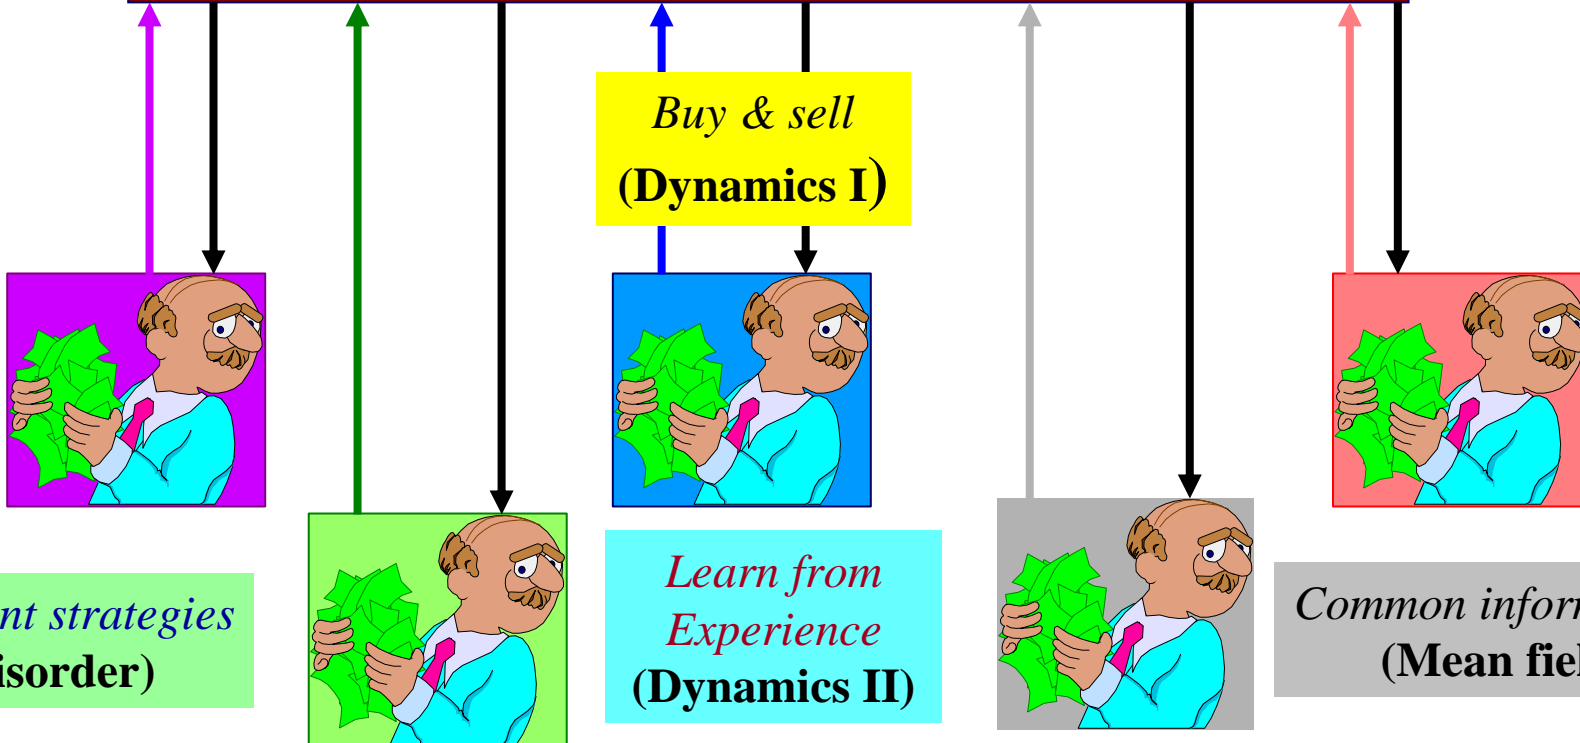 Buy & sell
(Dynamics I)
nt strategies
isorder)
Learn from
Experience
(Dynamics II)
Common infor
(Mean fiel